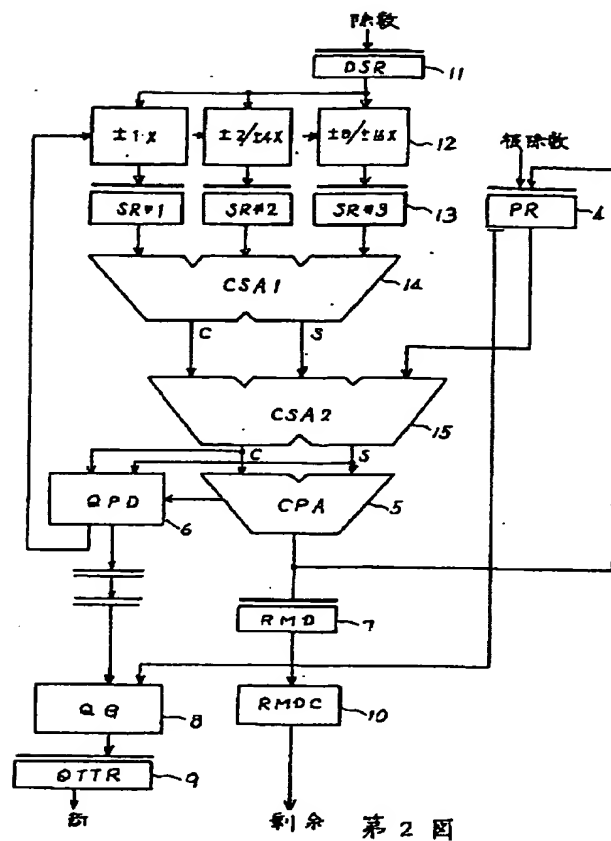 除数
DSR 11
±1X ±2/±4X ±8/±16X 12
被除数
SR#1 SR#2 SR#3 13
PR 4
CSA1 14
C S
CSA2 15
C S
QPD 6
CPA 5
RMD 7
QG 8
RMDC 10
QTTR 9
商
剰余
第2図